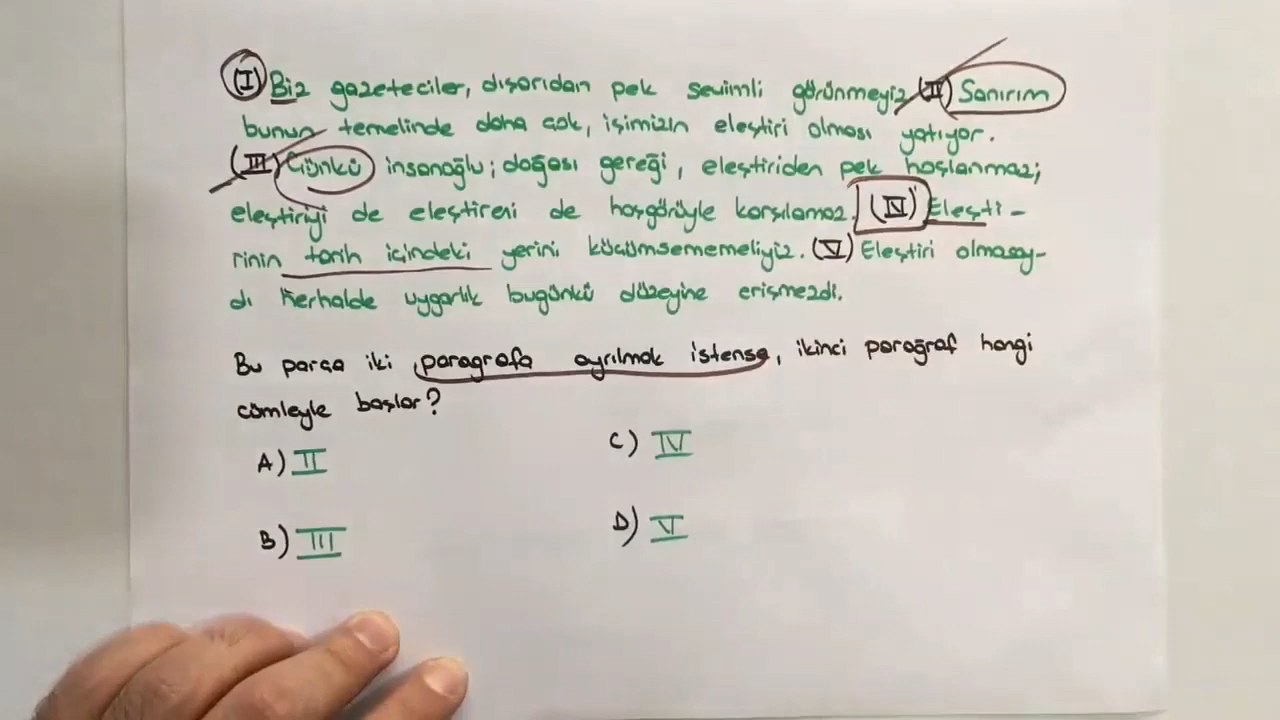 (I) Biz gazeteciler, dışarıdan pek sevimli görünmeyiz (II) Sanırım
bunun temelinde daha çok, işimizin eleştiri olması yatıyor.
(III) Çünkü insanoğlu; doğası gereği, eleştiriden pek hoşlanmaz;
eleştiriyi de eleştireni de hoşgörüyle karşılamaz. (IV) Eleşti-
rinin tarih içindeki yerini küçümsememeliyiz. (V) Eleştiri olmasay-
dı herhalde uygarlık bugünkü düzeyine erişmezdi.
Bu parça iki paragrafa ayrılmak istense, ikinci paragraf hangi
cümleyle başlar?
A) II
C) IV
B) III
D) V